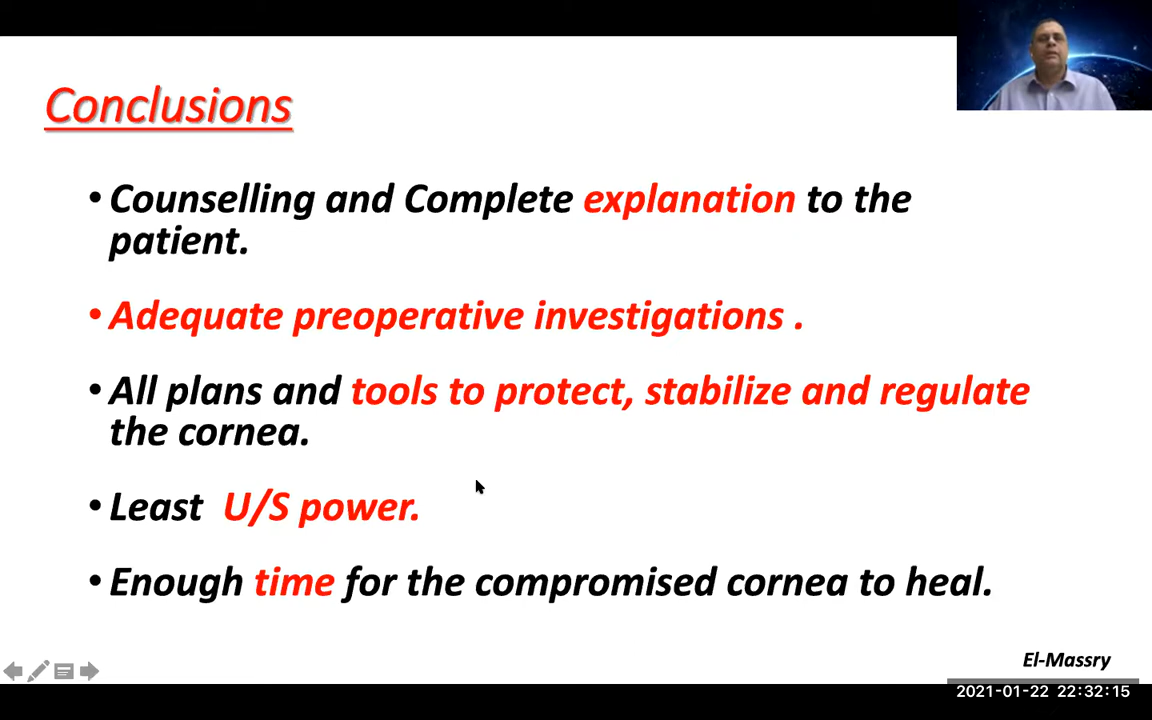 Conclusions
• Counselling and Complete explanation to the
patient.
• Adequate preoperative investigations .
• All plans and tools to protect, stabilize and regulate
the cornea.
• Least U/S power.
• Enough time for the compromised cornea to heal.
El-Massry
2021-01-22 22:32:15